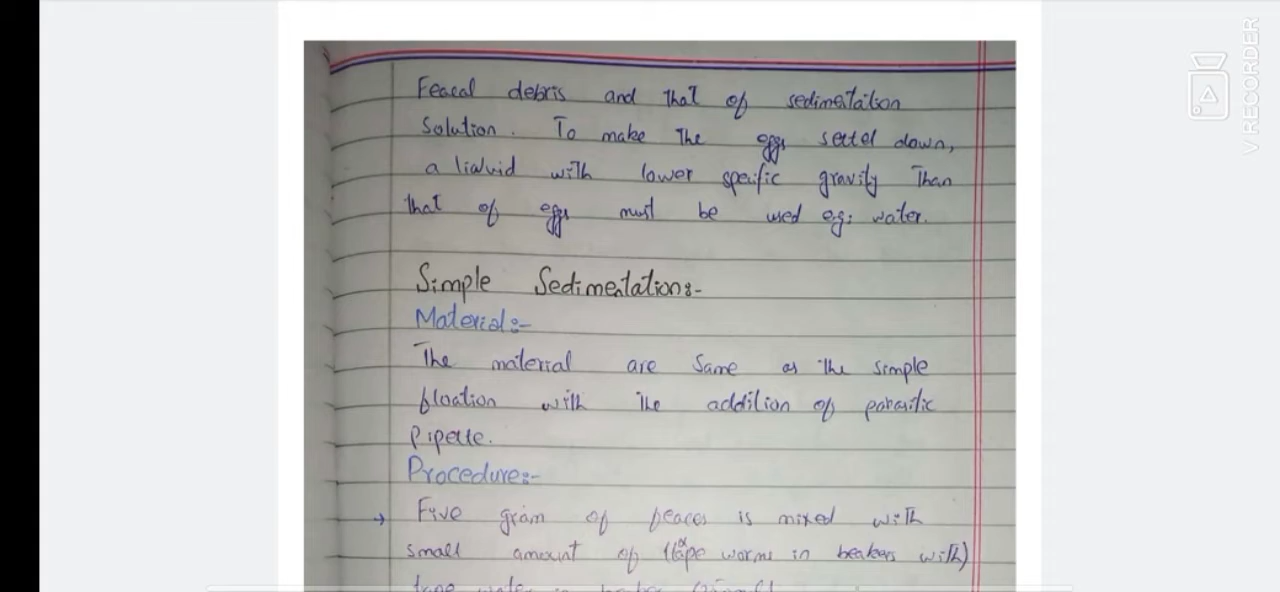 Feacal debris and that of sedimentation
solution. To make the eggs settel down,
a liquid with lower specific gravity Than
that of eggs must be used e.g: water.
Simple Sedimentation:-
Material:-
The material are same as the simple
floation with the addition of
Pipette.
Procedure:-
→ Five gram of feaces is mixed with
small amount of worms in beakers with)
V RECORDER